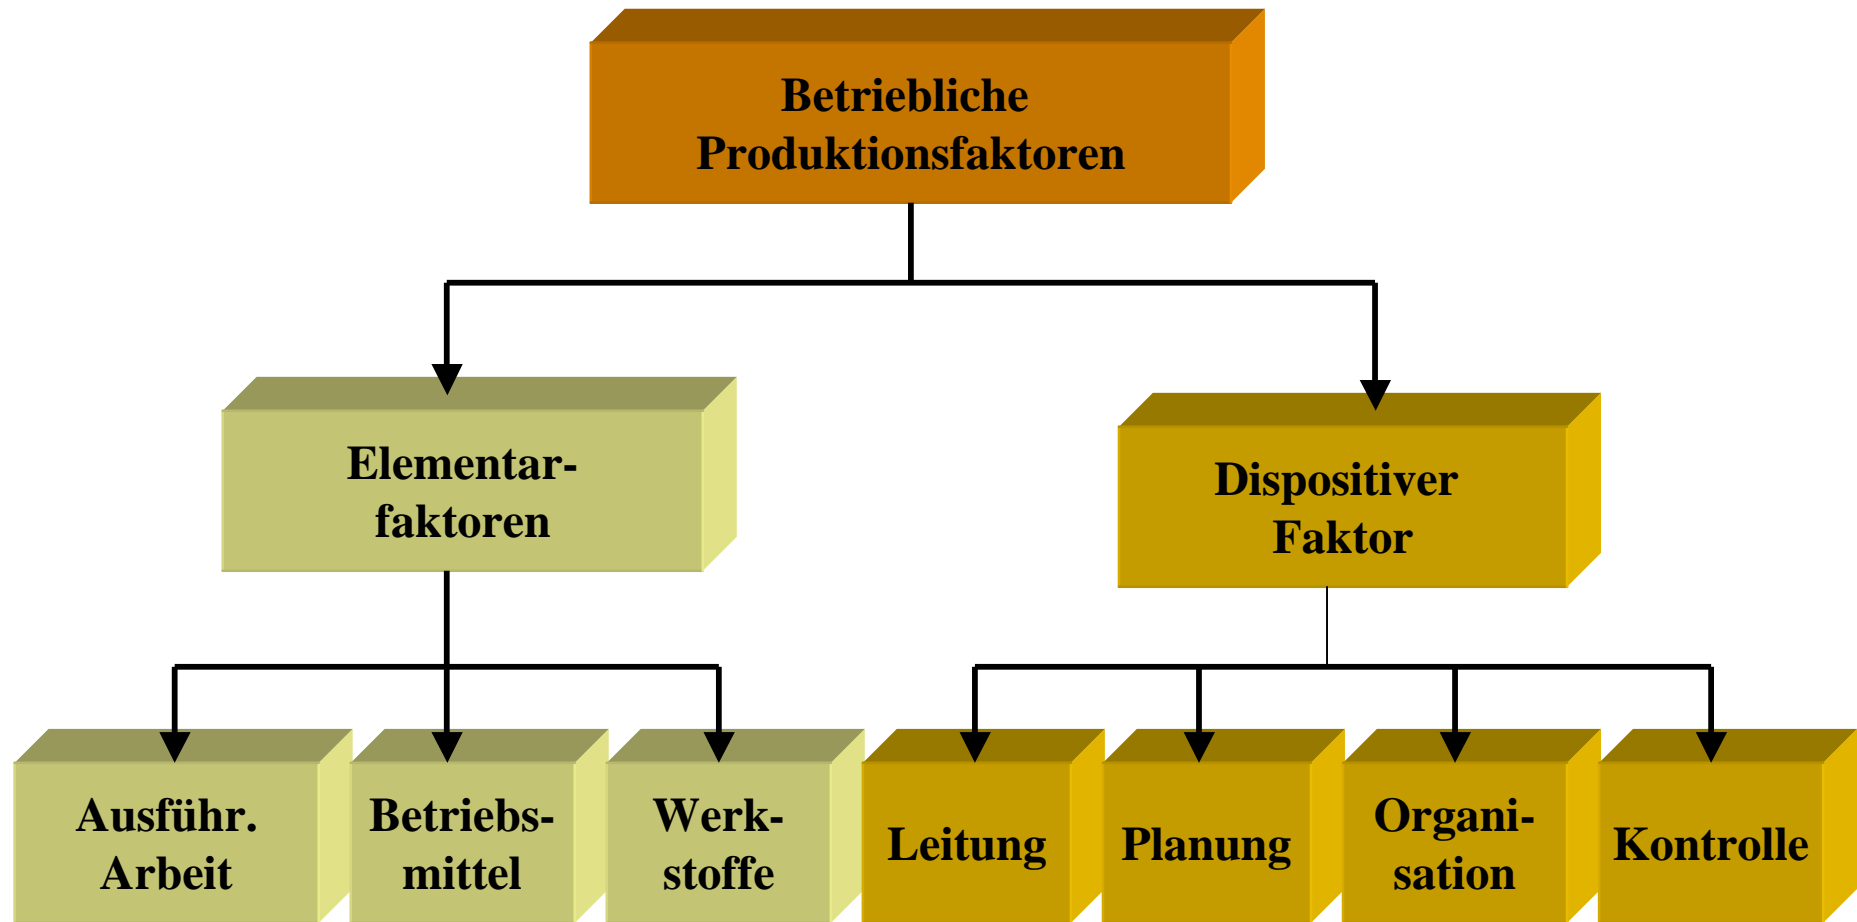 Betriebliche
Produktionsfaktoren
Elementar-
faktoren
Dispositiver
Faktor
Ausführ.
Arbeit
Betriebs-
mittel
Werk-
stoffe
Leitung
Planung
Organi-
sation
Kontrolle